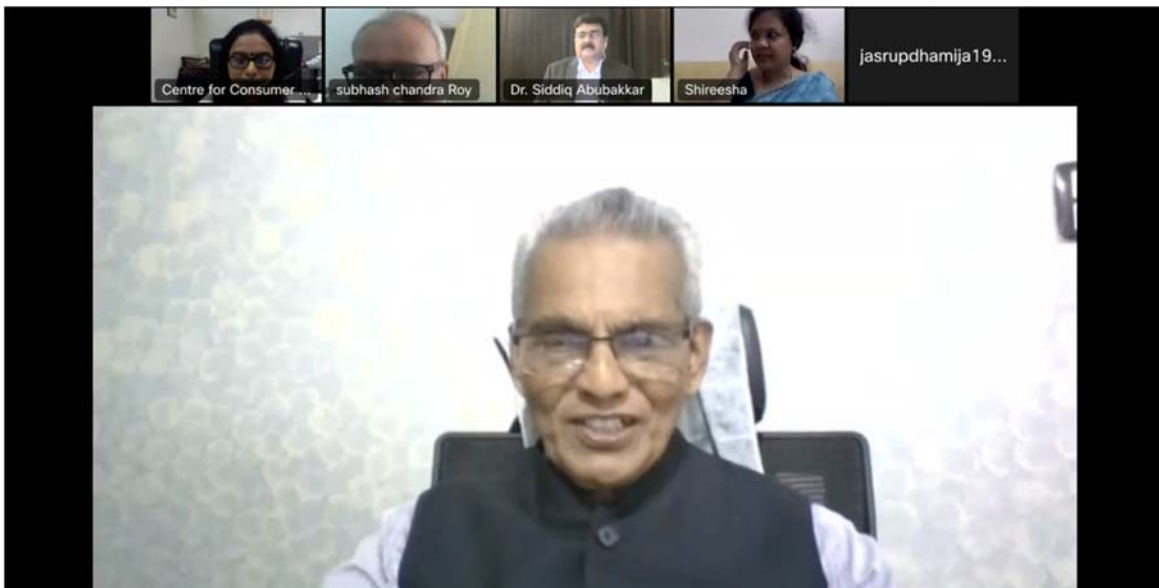 Centre for Consumer ...
subhash chandra Roy
Dr. Siddiq Abubakkar
Shireesha
jasrupdhamija19...